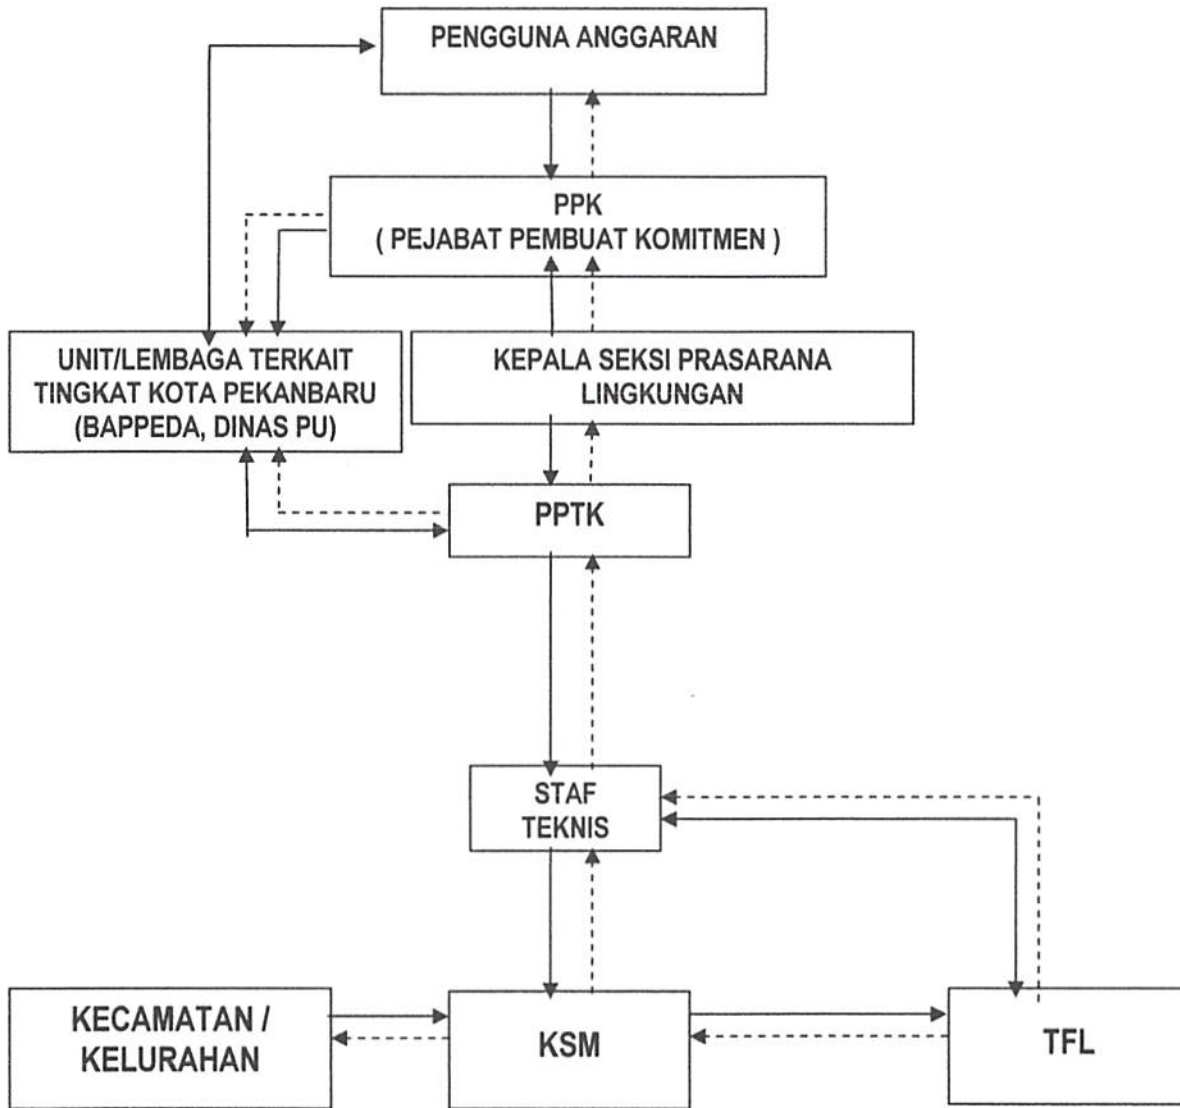 PENGGUNA ANGGARAN
PPK
( PEJABAT PEMBUAT KOMITMEN )
UNIT/LEMBAGA TERKAIT
TINGKAT KOTA PEKANBARU
(BAPPEDA, DINAS PU)
KEPALA SEKSI PRASARANA
LINGKUNGAN
PPTK
STAF
TEKNIS
KECAMATAN /
KELURAHAN
KSM
TFL